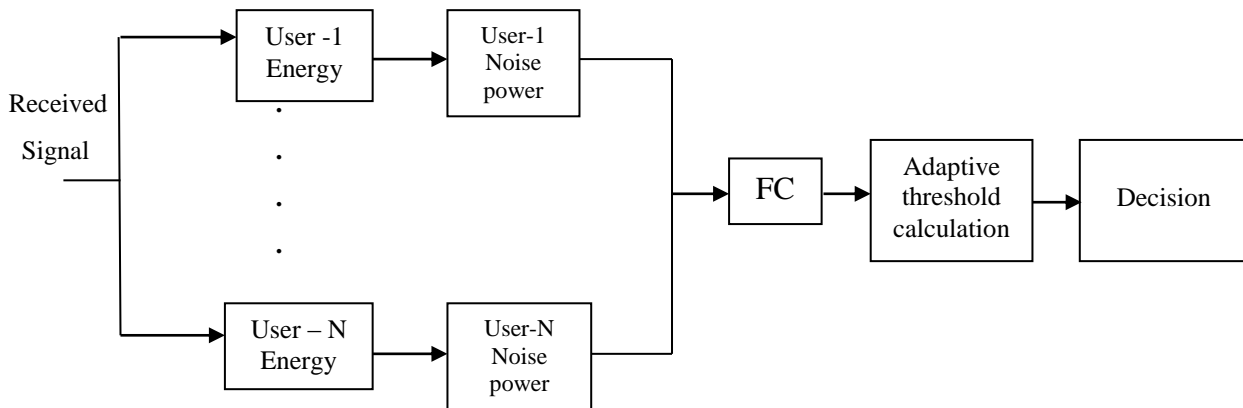 Received
Signal
User -1
Energy
User-1
Noise
power
User – N
Energy
User-N
Noise
power
FC
Adaptive
threshold
calculation
Decision